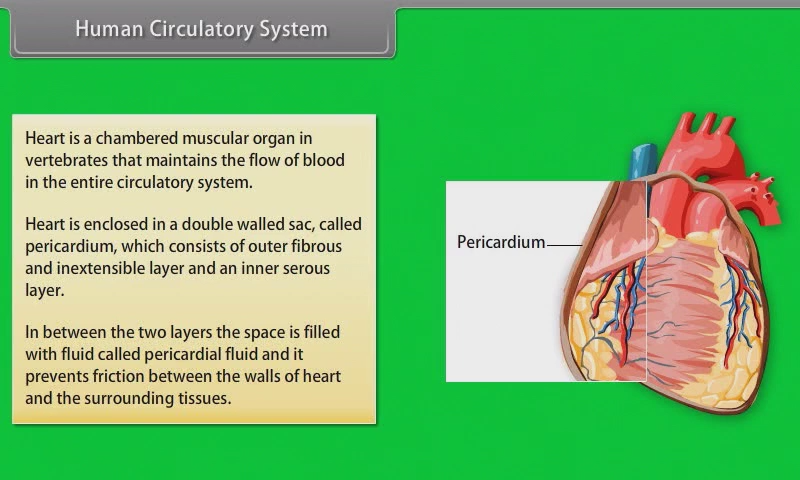 Human Circulatory System
Heart is a chambered muscular organ in
vertebrates that maintains the flow of blood
in the entire circulatory system.
Heart is enclosed in a double walled sac, called
pericardium, which consists of outer fibrous
and inextensible layer and an inner serous
layer.
In between the two layers the space is filled
with fluid called pericardial fluid and it
prevents friction between the walls of heart
and the surrounding tissues.
Pericardium